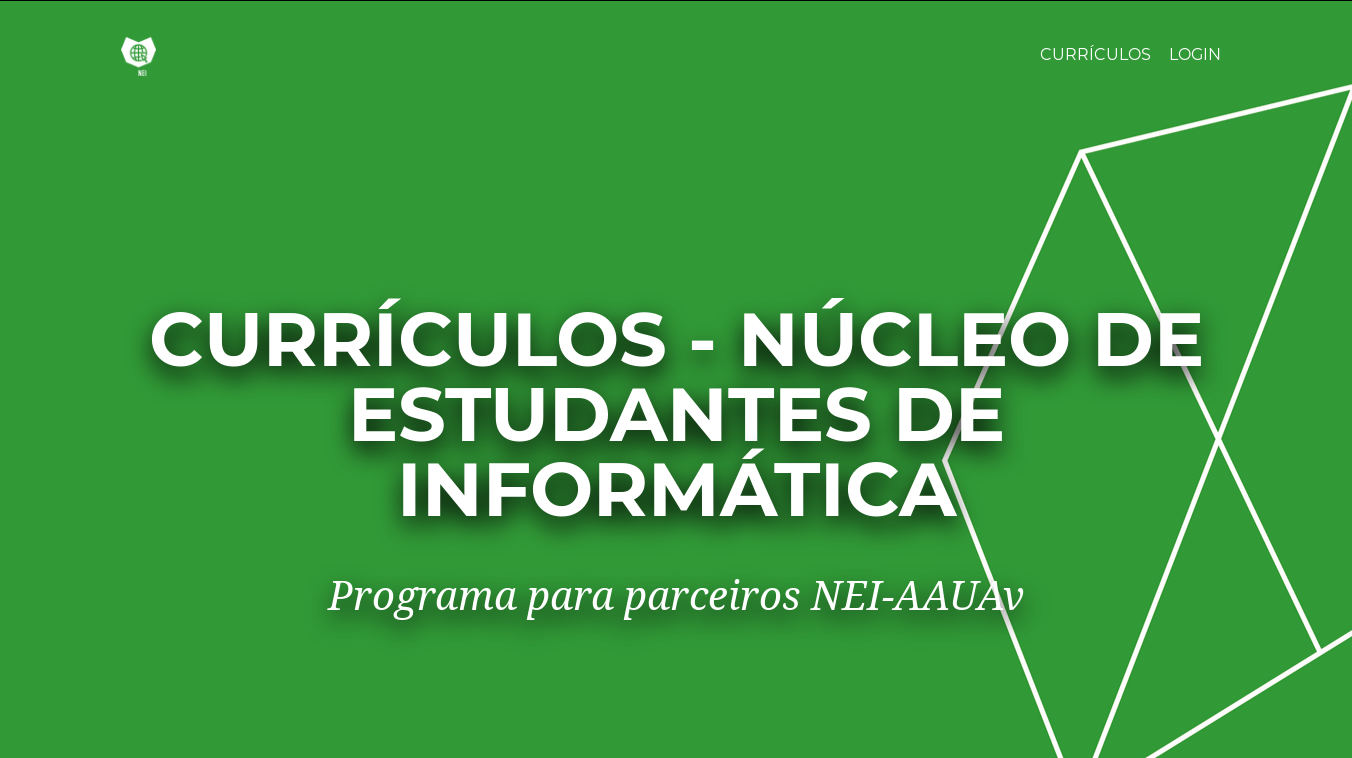 NEI
CURRÍCULOS LOGIN
CURRÍCULOS - NÚCLEO DE
ESTUDANTES DE
INFORMÁTICA
Programa para parceiros NEI-AAUAv